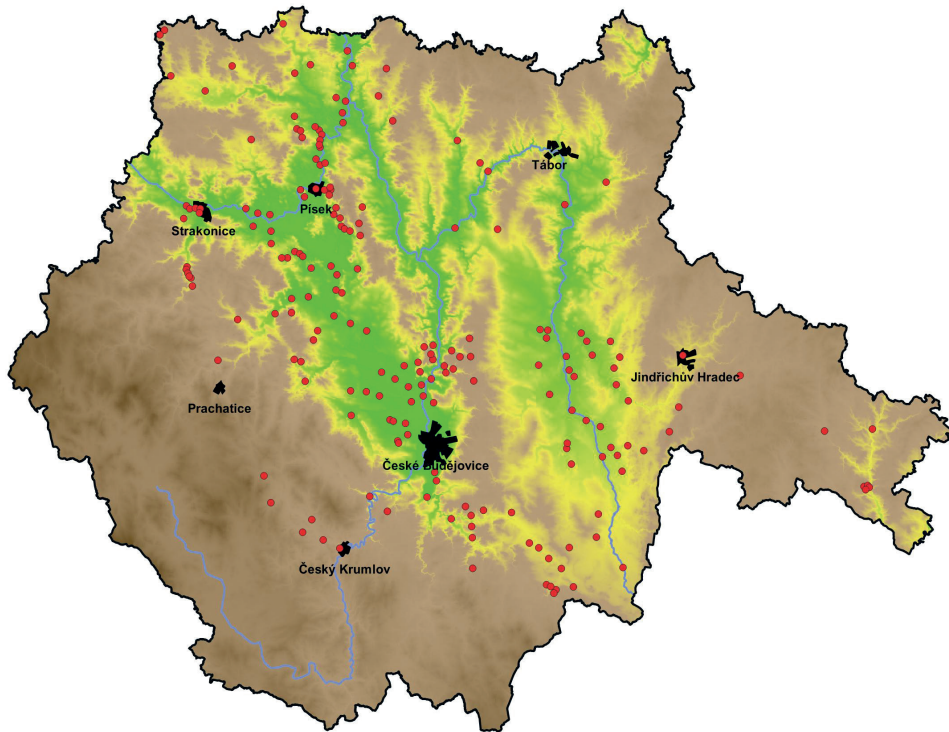 Tábor
Písek
Strakonice
Jindřichův Hradec
Prachatice
České Budějovice
Český Krumlov